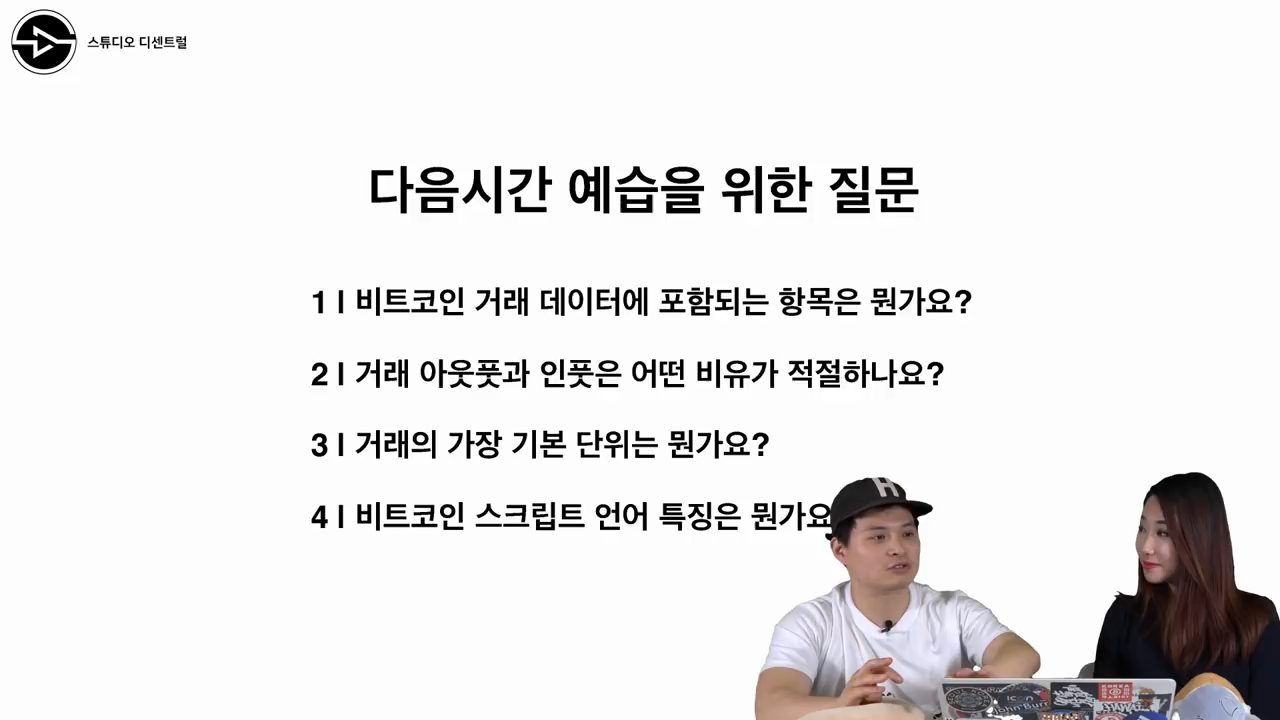 스튜디오 디센트럴
다음시간 예습을 위한 질문
1 | 비트코인 거래 데이터에 포함되는 항목은 뭔가요?
2 | 거래 아웃풋과 인풋은 어떤 비유가 적절하나요?
3 | 거래의 가장 기본 단위는 뭔가요?
4 | 비트코인 스크립트 언어 특징은 뭔가요
H
ICON
KOREA
John Burr